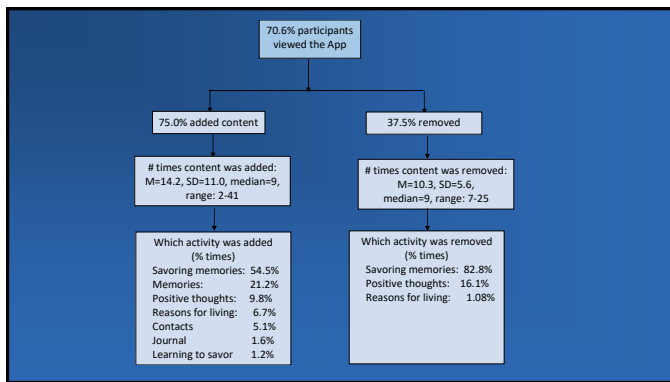 70.6% participants
viewed the App
75.0% added content
37.5% removed
# times content was added:
M=14.2, SD=11.0, median=9,
range: 2-41
# times content was removed:
M=10.3, SD=5.6,
median=9, range: 7-25
Which activity was added
(% times)
Savoring memories: 54.5%
Memories: 21.2%
Positive thoughts: 9.8%
Reasons for living: 6.7%
Contacts 5.1%
Journal 1.6%
Learning to savor 1.2%
Which activity was removed
(% times)
Savoring memories: 82.8%
Positive thoughts: 16.1%
Reasons for living: 1.08%